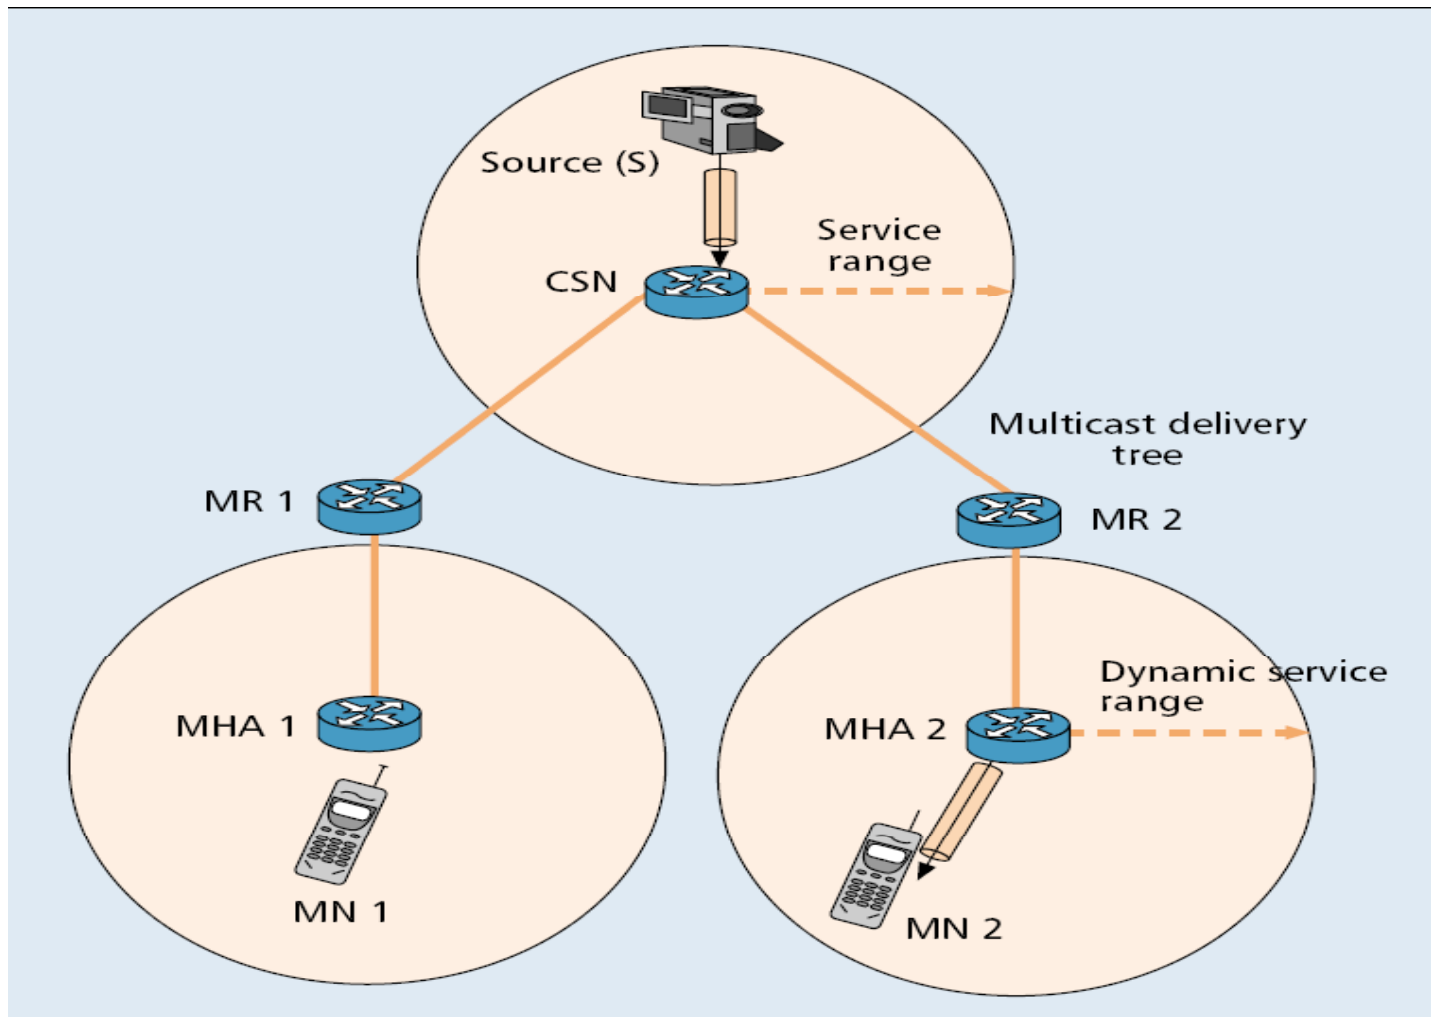 Source (S)
Service
range
CSN
Multicast delivery
tree
MR 1
MR 2
Dynamic service
range
MHA 1
MHA 2
MN 1
MN 2